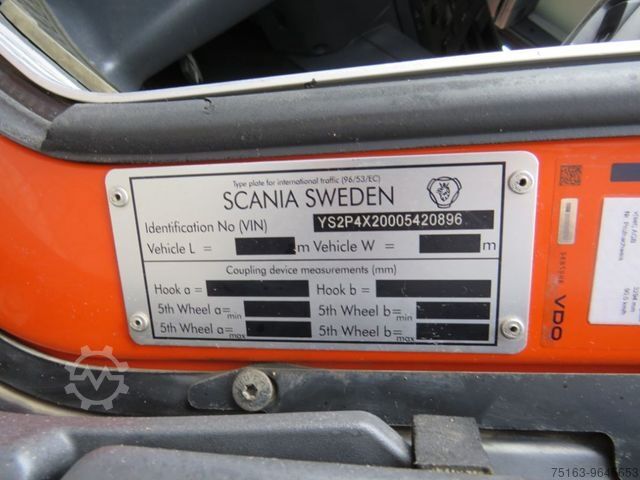 Type plate for international traffic (96/53/EC)
SCANIA SWEDEN
Identification No (VIN) YS2P4X20005420896
Vehicle L = m Vehicle W = m
Coupling device measurements (mm)
Hook a = Hook b =
5th Wheel a= min 5th Wheel b= min
5th Wheel a= max 5th Wheel b= max
VDO
75163-9645653